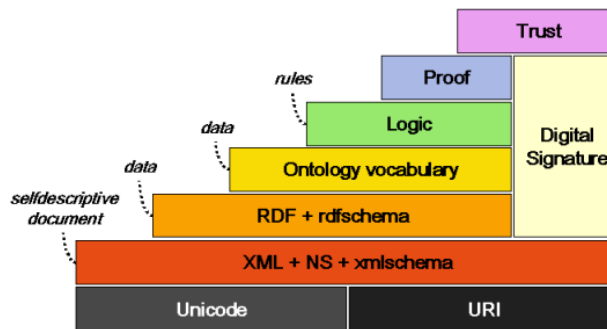 Trust
rules
Proof
data
Logic
Digital
Signature
data
Ontology vocabulary
selfdescriptive
document
RDF + rdfschema
XML + NS + xmlschema
Unicode
URI